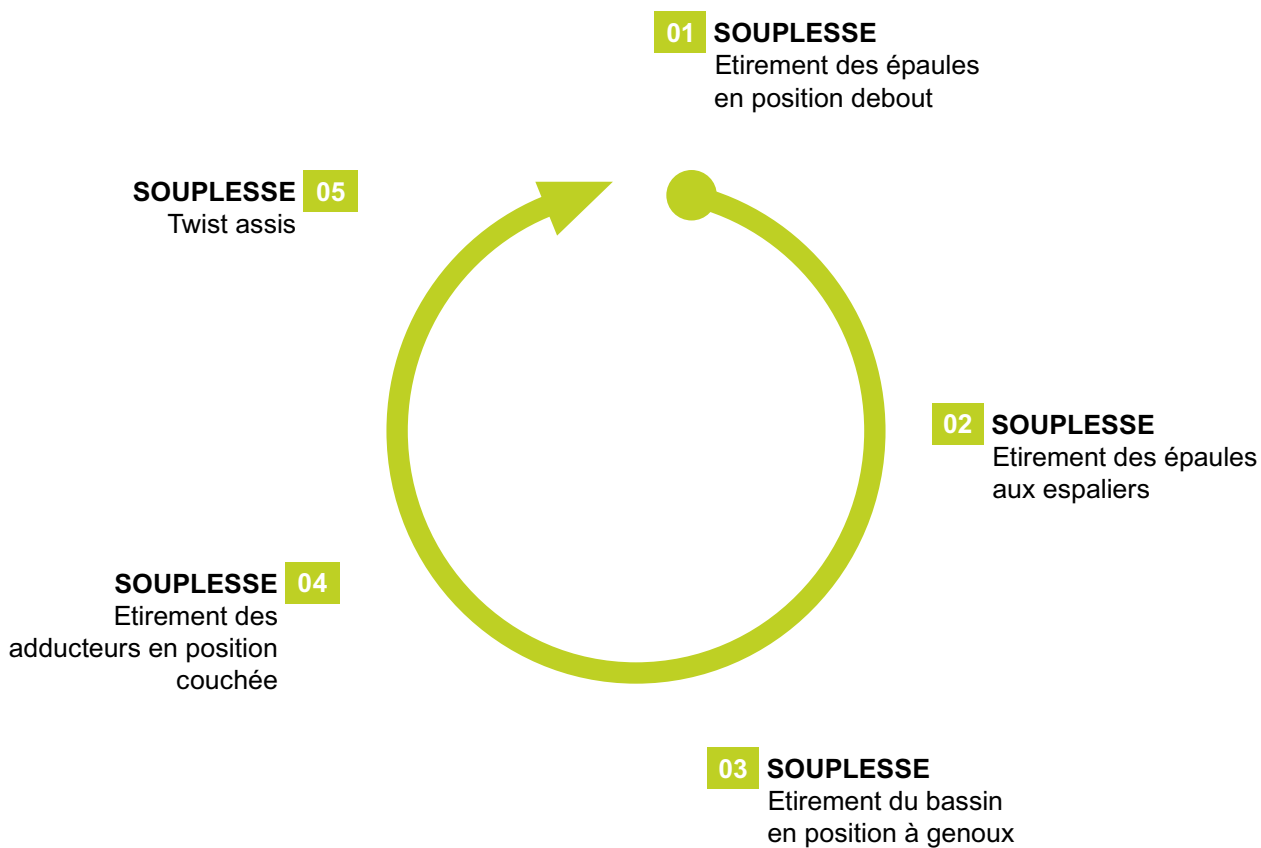 01 SOUPLESSE
Etirement des épaules
en position debout
02 SOUPLESSE
Etirement des épaules
aux espaliers
03 SOUPLESSE
Etirement du bassin
en position à genoux
SOUPLESSE 04
Etirement des
adducteurs en position
couchée
SOUPLESSE 05
Twist assis